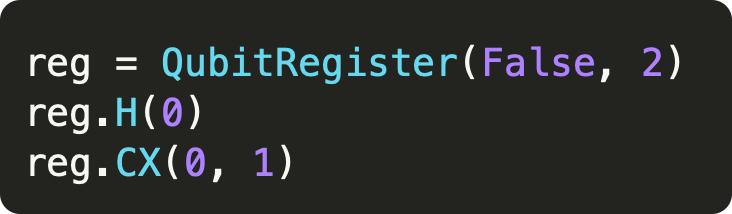 reg = QubitRegister(False, 2)
reg.H(0)
reg.CX(0, 1)